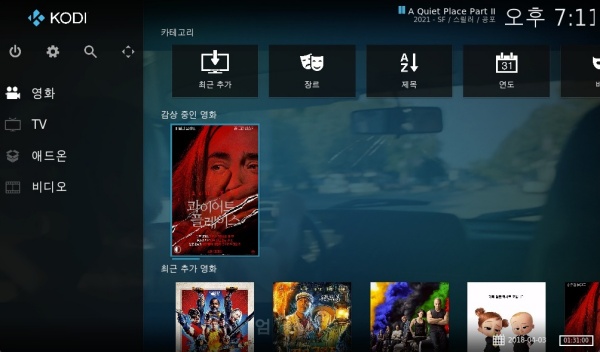 KODI
A Quiet Place Part II
2021 - SF / 스릴러 / 공포
오후 7:11
카테고리
최근 추가
장르
제목
연도
영화
TV
애드온
비디오
감상 중인 영화
콰이어트
플레이스
최근 추가 영화
2018-04-03
01:31:00